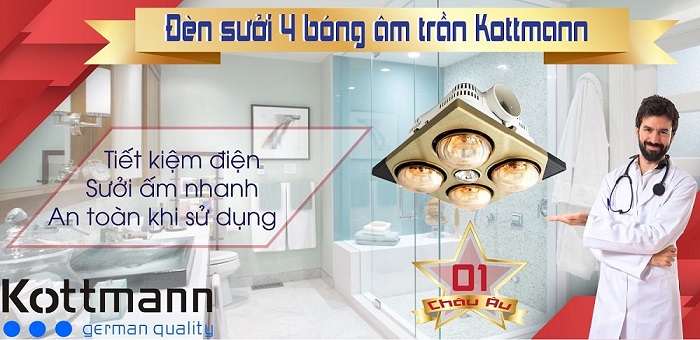 Đèn sưởi 4 bóng âm trần Kottmann
Tiết kiệm điện
Sưởi ấm nhanh
An toàn khi sử dụng
01
Châu Âu
Kottmann
german quality